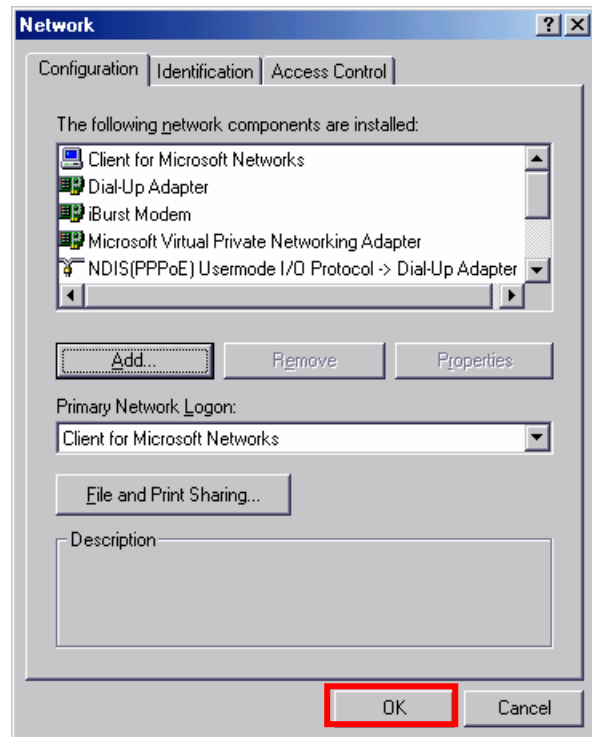 Network
Configuration Identification Access Control
The following network components are installed:
Client for Microsoft Networks
Dial-Up Adapter
iBurst Modem
Microsoft Virtual Private Networking Adapter
NDIS(PPPoE) Usermode I/O Protocol -> Dial-Up Adapter
Add... Remove Properties
Primary Network Logon:
Client for Microsoft Networks
File and Print Sharing...
Description
OK Cancel